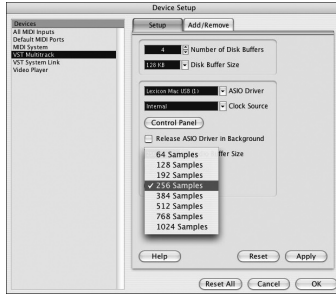 Device Setup
Devices
All MIDI Inputs
Default MIDI Ports
MIDI System
VST Multitrack
VST System Link
Video Player
Setup
Add/Remove
4 Number of Disk Buffers
128 KB Disk Buffer Size
Lexicon Mac USB (1) ASIO Driver
Internal Clock Source
Control Panel
Release ASIO Driver in Background
ffer Size
64 Samples
128 Samples
192 Samples
✓ 256 Samples
384 Samples
512 Samples
768 Samples
1024 Samples
Help
Reset
Apply
Reset All
Cancel
OK